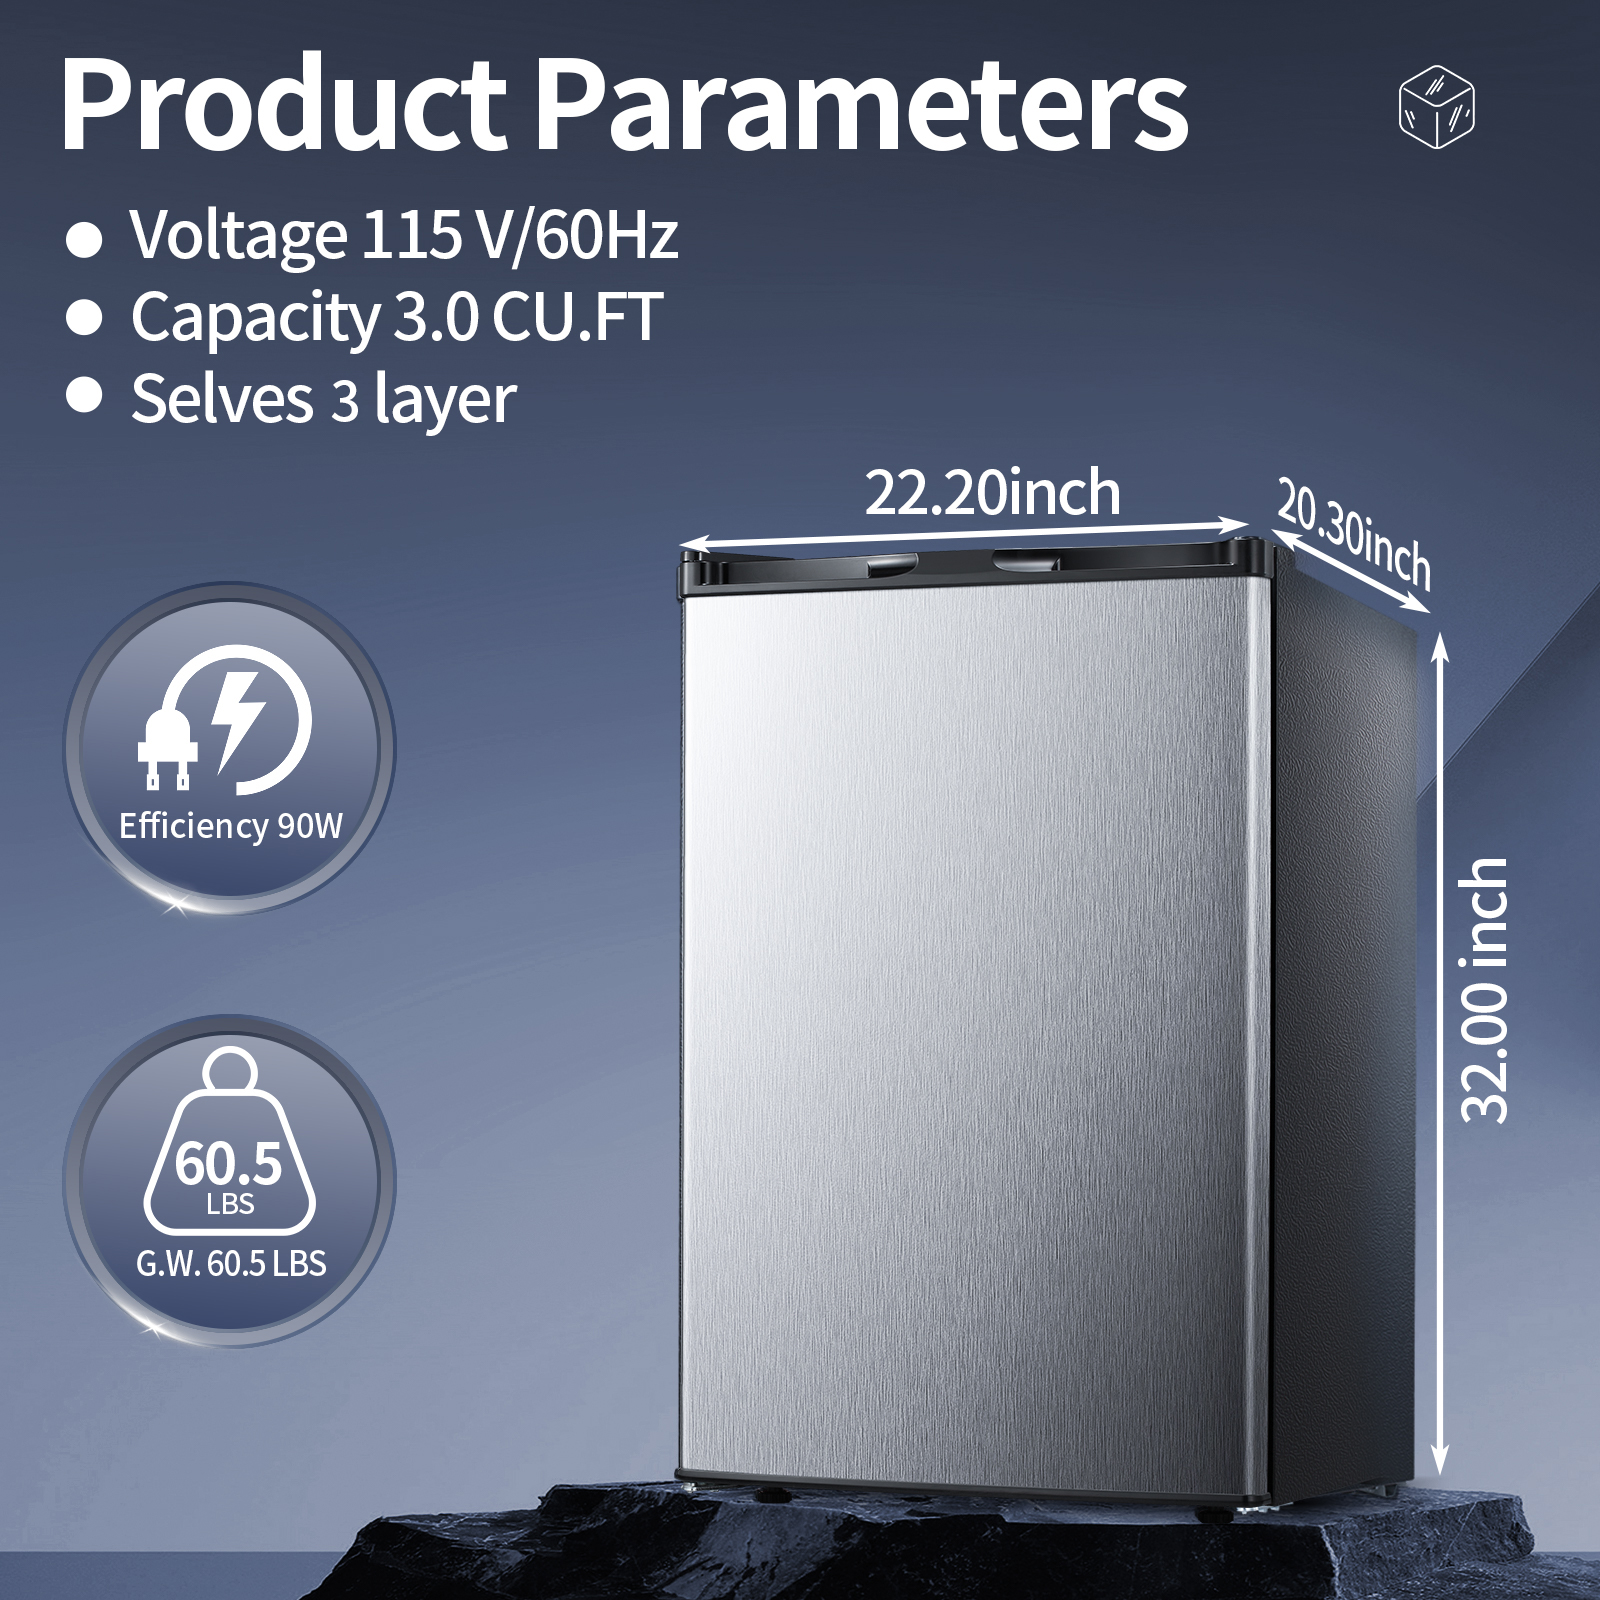 Product Parameters
Voltage 115 V/60Hz
Capacity 3.0 CU.FT
Selves 3 layer
22.20inch
20.30inch
32.00 inch
Efficiency 90W
60.5
LBS
G.W. 60.5 LBS